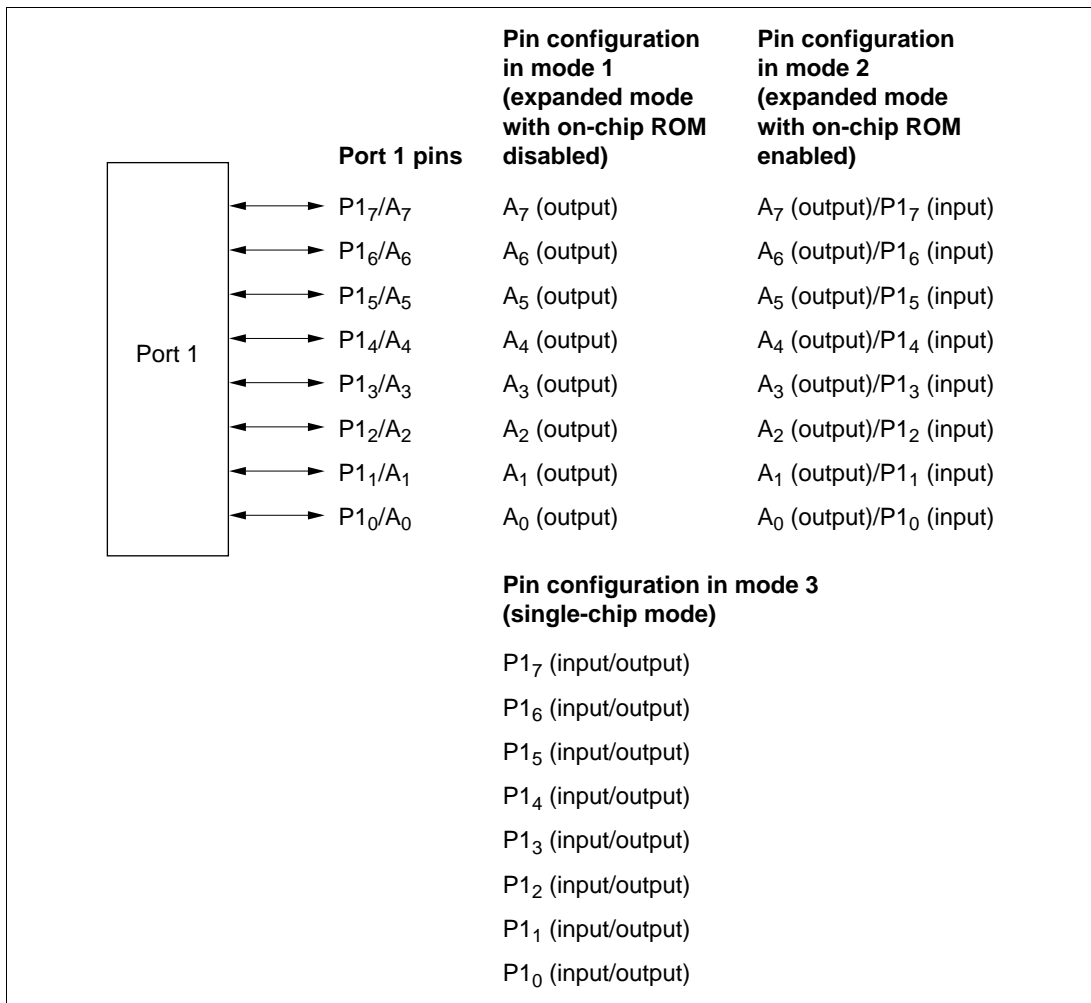 Pin configuration
in mode 1
(expanded mode
with on-chip ROM
disabled)
Pin configuration
in mode 2
(expanded mode
with on-chip ROM
enabled)
Port 1 pins
Port 1
P1₇/A₇ A₇ (output) A₇ (output)/P1₇ (input)
P1₆/A₆ A₆ (output) A₆ (output)/P1₆ (input)
P1₅/A₅ A₅ (output) A₅ (output)/P1₅ (input)
P1₄/A₄ A₄ (output) A₄ (output)/P1₄ (input)
P1₃/A₃ A₃ (output) A₃ (output)/P1₃ (input)
P1₂/A₂ A₂ (output) A₂ (output)/P1₂ (input)
P1₁/A₁ A₁ (output) A₁ (output)/P1₁ (input)
P1₀/A₀ A₀ (output) A₀ (output)/P1₀ (input)
Pin configuration in mode 3
(single-chip mode)
P1₇ (input/output)
P1₆ (input/output)
P1₅ (input/output)
P1₄ (input/output)
P1₃ (input/output)
P1₂ (input/output)
P1₁ (input/output)
P1₀ (input/output)